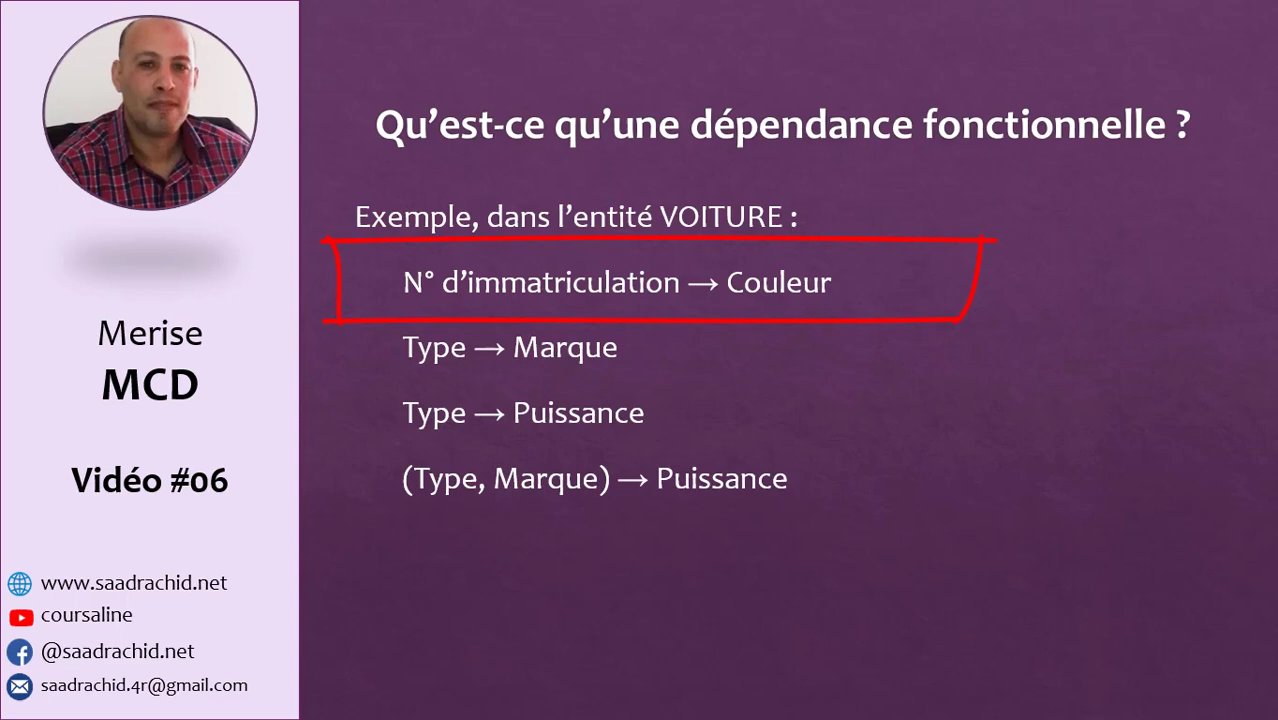 Merise
MCD
Vidéo #06
www.saadrachid.net
coursaline
@saadrachid.net
saadrachid.4r@gmail.com
Qu’est-ce qu’une dépendance fonctionnelle ?
Exemple, dans l’entité VOITURE :
N° d’immatriculation → Couleur
Type → Marque
Type → Puissance
(Type, Marque) → Puissance